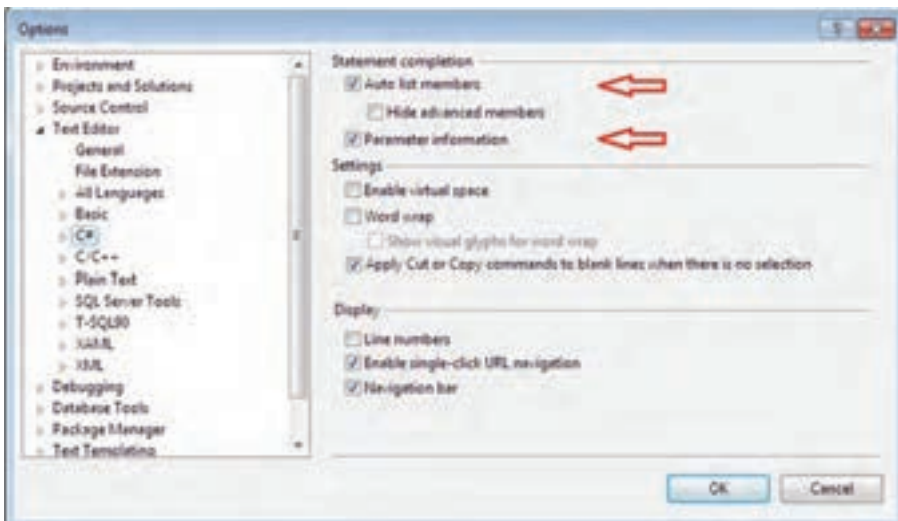 Options
Environment
Projects and Solutions
Source Control
Text Editor
General
File Extension
All Languages
Basic
C#
C/C++
Plain Text
SQL Server Tools
T-SQL90
XAML
XML
Debugging
Database Tools
Package Manager
Text Templating
Statement completion
Auto list members
Hide advanced members
Parameter information
Settings
Enable virtual space
Word wrap
Show visual glyphs for word wrap
Apply Cut or Copy commands to blank lines when there is no selection
Display
Line numbers
Enable single-click URL navigation
Navigation bar
OK
Cancel